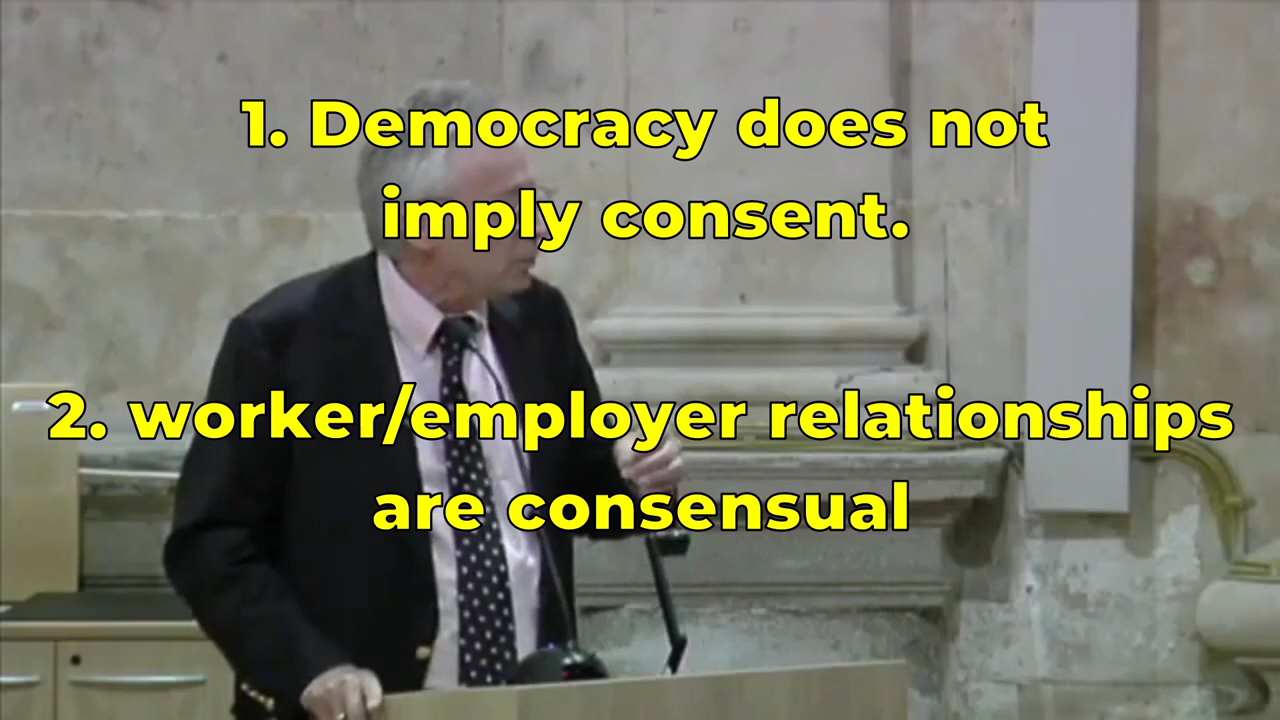 1. Democracy does not
imply consent.
2. worker/employer relationships
are consensual